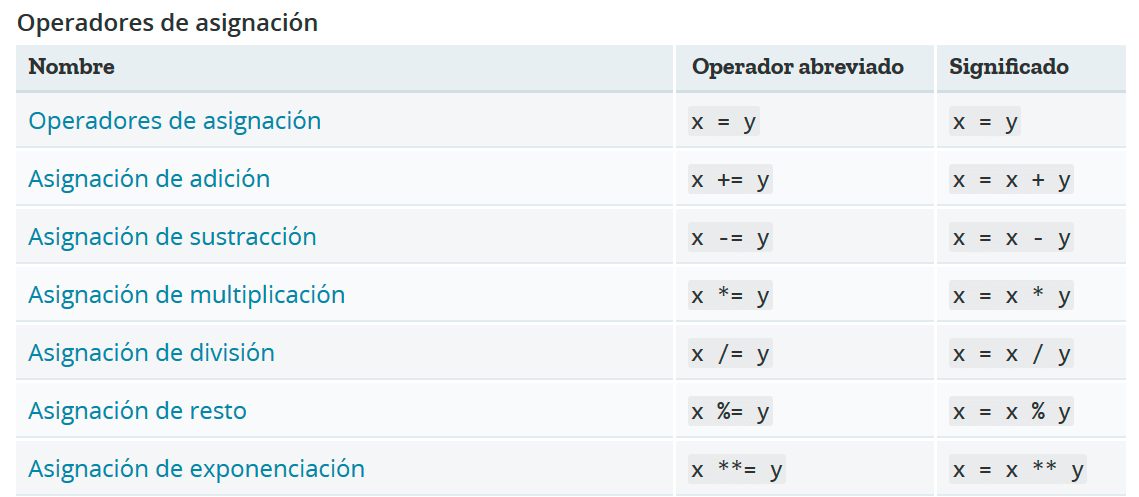 Operadores de asignación
Nombre Operador abreviado Significado
Operadores de asignación x = y x = y
Asignación de adición x += y x = x + y
Asignación de sustracción x -= y x = x - y
Asignación de multiplicación x *= y x = x * y
Asignación de división x /= y x = x / y
Asignación de resto x %= y x = x % y
Asignación de exponenciación x **= y x = x ** y